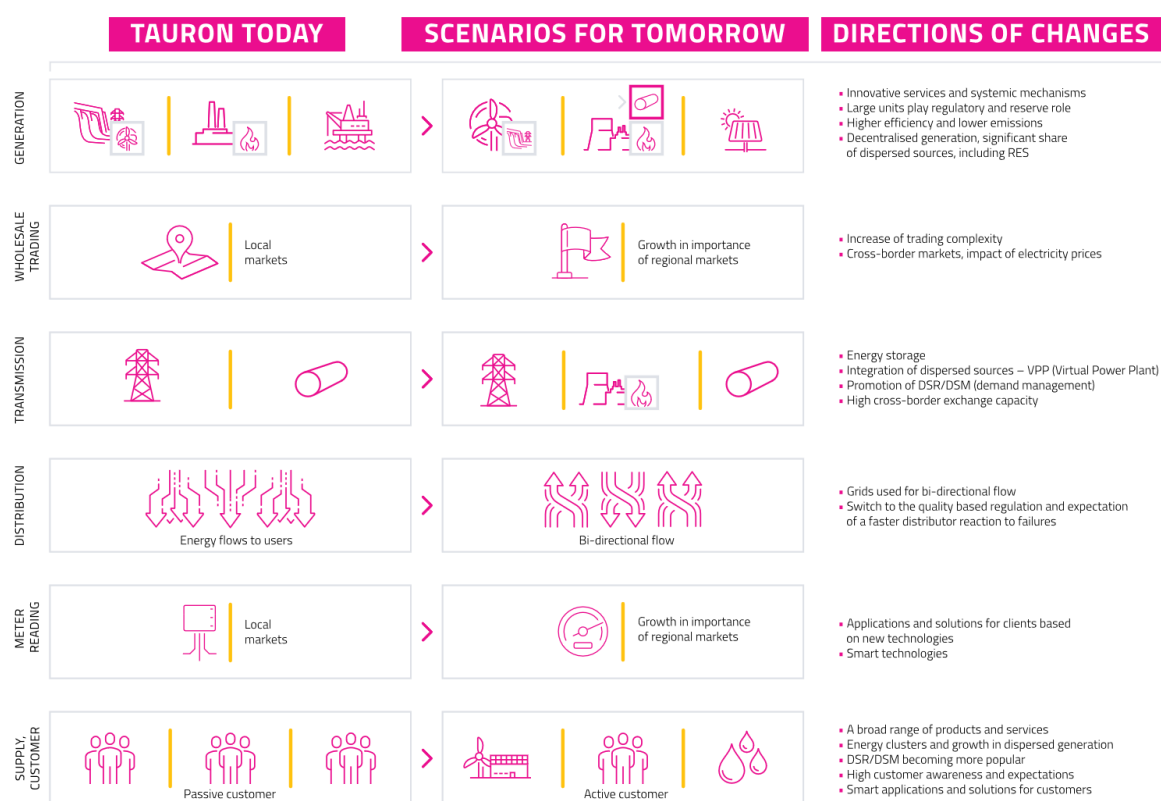 TAURON TODAY
SCENARIOS FOR TOMORROW
DIRECTIONS OF CHANGES
GENERATION
▪ Innovative services and systemic mechanisms
▪ Large units play regulatory and reserve role
▪ Higher efficiency and lower emissions
▪ Decentralised generation, significant share
of dispersed sources, including RES
WHOLESALE
TRADING
Local
markets
Growth in importance
of regional markets
▪ Increase of trading complexity
▪ Cross-border markets, impact of electricity prices
TRANSMISSION
▪ Energy storage
▪ Integration of dispersed sources – VPP (Virtual Power Plant)
▪ Promotion of DSR/DSM (demand management)
▪ High cross-border exchange capacity
DISTRIBUTION
Energy flows to users
Bi-directional flow
▪ Grids used for bi-directional flow
▪ Switch to the quality based regulation and expectation
of a faster distributor reaction to failures
METER
READING
Local
markets
Growth in importance
of regional markets
▪ Applications and solutions for clients based
on new technologies
▪ Smart technologies
SUPPLY,
CUSTOMER
Passive customer
Active customer
▪ A broad range of products and services
▪ Energy clusters and growth in dispersed generation
▪ DSR/DSM becoming more popular
▪ High customer awareness and expectations
▪ Smart applications and solutions for customers